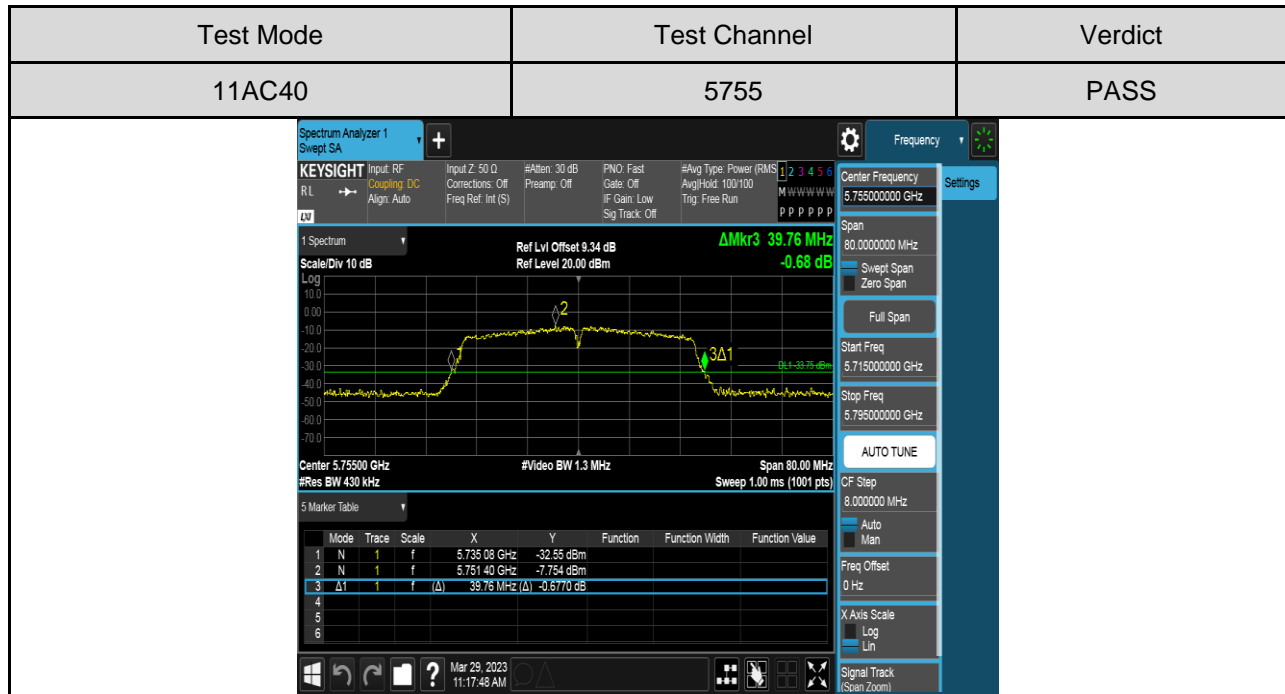 Test Mode Test Channel Verdict
11AC40 5755 PASS
Spectrum Analyzer 1
Swept SA
+
Frequency
KEYSIGHT Input: RF Input Z: 50 Ω #Atten: 30 dB PNO: Fast #Avg Type: Power (RMS 1 2 3 4 5 6
RL Coupling: DC Corrections: Off Preamp: Off Gate: Off Avg|Hold: 100/100 M W W W W W
Align: Auto Freq Ref: Int (S) IF Gain: Low Trig: Free Run
LXI Sig Track: Off P P P P P P
Center Frequency
5.755000000 GHz
Settings
1 Spectrum Ref Lvl Offset 9.34 dB ΔMkr3 39.76 MHz
Scale/Div 10 dB Ref Level 20.00 dBm -0.68 dB
Log
10.0
0.00
-10.0
-20.0
-30.0
-40.0
-50.0
-60.0
-70.0
2
1
3Δ1
DL1 -33.75 dBm
Center 5.75500 GHz #Video BW 1.3 MHz Span 80.00 MHz
#Res BW 430 kHz Sweep 1.00 ms (1001 pts)
5 Marker Table
Mode Trace Scale X Y Function Function Width Function Value
1 N 1 f 5.735 08 GHz -32.55 dBm
2 N 1 f 5.751 40 GHz -7.754 dBm
3 Δ1 1 f (Δ) 39.76 MHz (Δ) -0.6770 dB
4
5
6
Span
80.0000000 MHz
Swept Span
Zero Span
Full Span
Start Freq
5.715000000 GHz
Stop Freq
5.795000000 GHz
AUTO TUNE
CF Step
8.000000 MHz
Auto
Man
Freq Offset
0 Hz
X Axis Scale
Log
Lin
Signal Track
(Span Zoom)
? Mar 29, 2023
11:17:48 AM